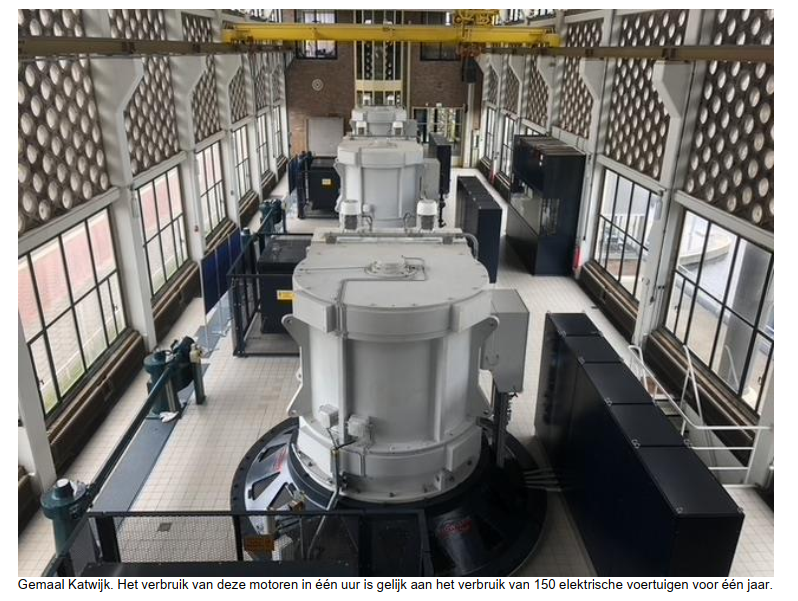 Gemaal Katwijk. Het verbruik van deze motoren in één uur is gelijk aan het verbruik van 150 elektrische voertuigen voor één jaar.